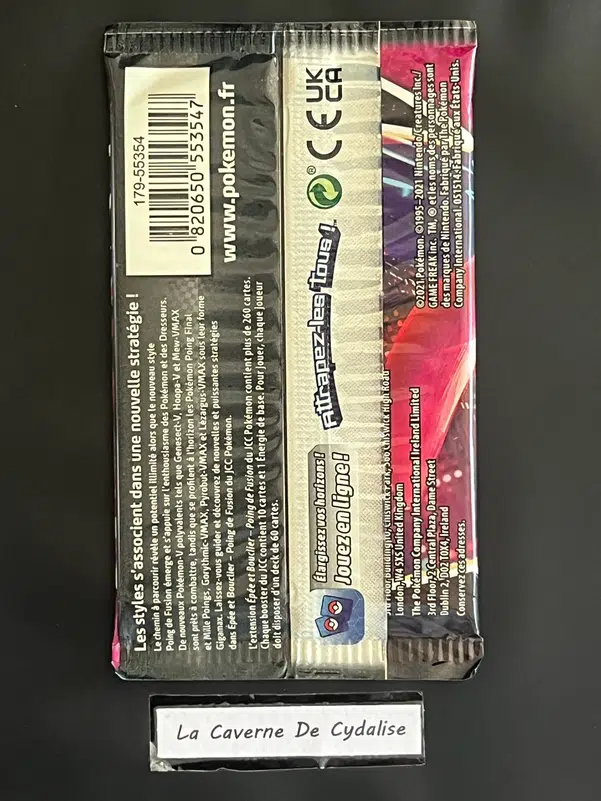 Les styles s'associent dans une nouvelle stratégie !
Le chemin à parcourir révèle un potentiel illimité alors que le nouveau style
Poing de Fusion émerge et s'appuie sur l'enthousiasme des Pokémon et des Dresseurs.
De nouveaux Pokémon-V polyvalents tels que Genesect-V, Hoopa-V et Mew-VMAX
sont prêts à combattre, tandis que se profilent à l'horizon les Pokémon Poing Final
et Mille Poings, Gorythmic-VMAX, Pyrobut-VMAX et Lézargus-VMAX sous leur forme
Gigamax. Laissez-vous guider et découvrez de nouvelles et puissantes stratégies
dans Épée et Bouclier – Poing de Fusion du JCC Pokémon.
L'extension Épée et Bouclier – Poing de Fusion du JCC Pokémon contient plus de 260 cartes.
Chaque booster du JCC contient 10 cartes et 1 Énergie de base. Pour jouer, chaque joueur
doit disposer d'un deck de 60 cartes.
179-55354
0 820650 553547
www.pokemon.fr
Élargissez vos horizons !
Jouez en ligne !
Attrapez-les Tous !™
CE UK
CA
London, W4 5XS United Kingdom
The Pokémon Company International Ireland Limited
3rd Floor, 2 Central Plaza, Dame Street
Dublin 2, D02 T0X4, Ireland
Conservez ces adresses.
©2021 Pokémon. ©1995–2021 Nintendo/Creatures Inc./
GAME FREAK inc. TM, ® et les noms des personnages sont
des marques de Nintendo. Fabriqué par The Pokémon
Company International. 051514. Fabriqué aux États-Unis.
La Caverne De Cydalise